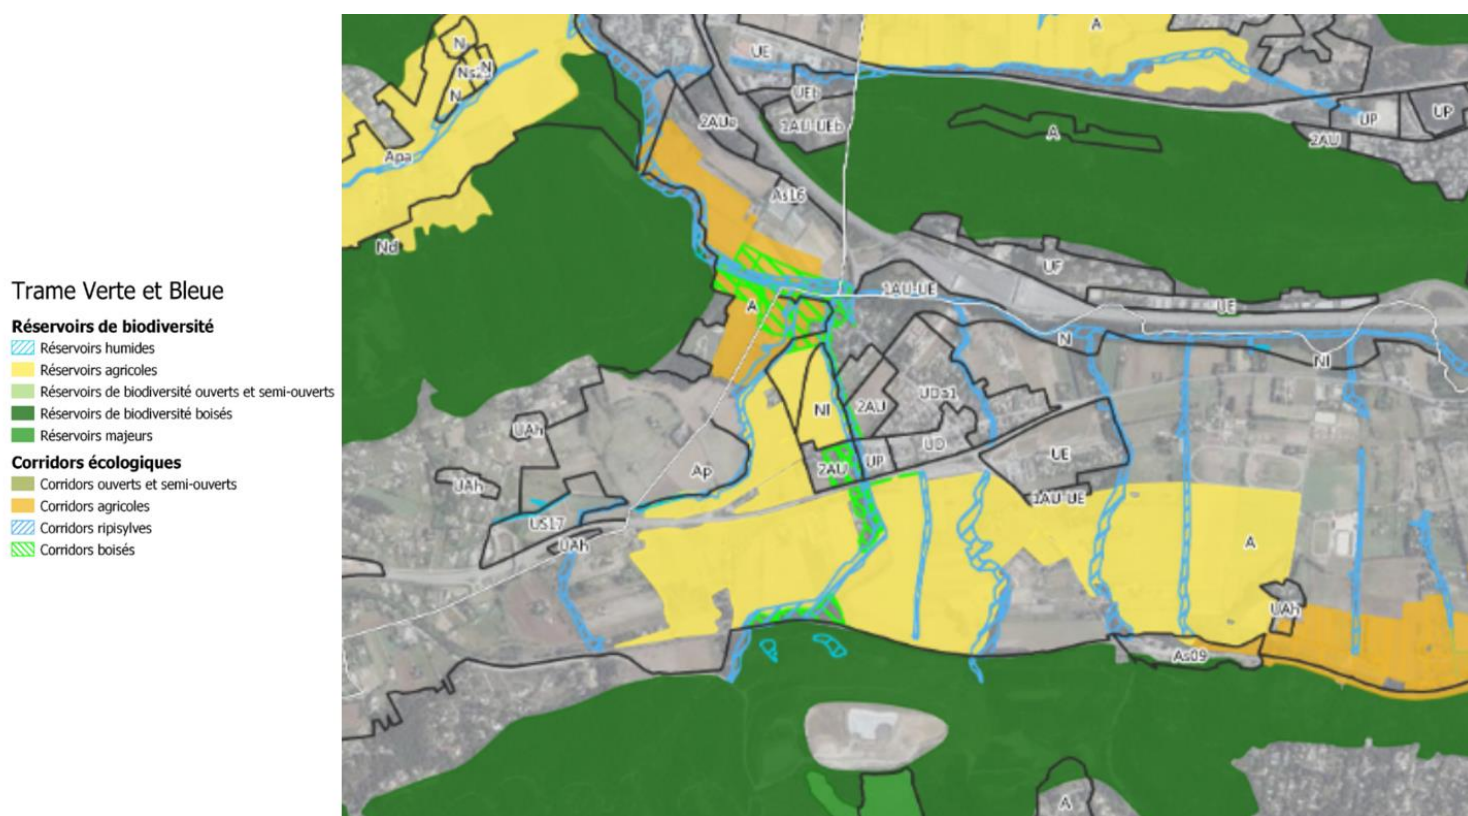 Trame Verte et Bleue
Réservoirs de biodiversité
Réservoirs humides
Réservoirs agricoles
Réservoirs de biodiversité ouverts et semi-ouverts
Réservoirs de biodiversité boisés
Réservoirs majeurs
Corridors écologiques
Corridors ouverts et semi-ouverts
Corridors agricoles
Corridors ripisylves
Corridors boisés
A
N
UE
N
N
UEb
UP
UP
2AUe
1AU-UEb
A
2AU
Apa
As16
Nd
UF
1AU-UE
A
UE
N
Nl
UDa1
Nl
2AU
UAh
UD
UE
Ap
2AU
UP
UAh
1AU-UE
US17
UAh
A
UAh
As09
A